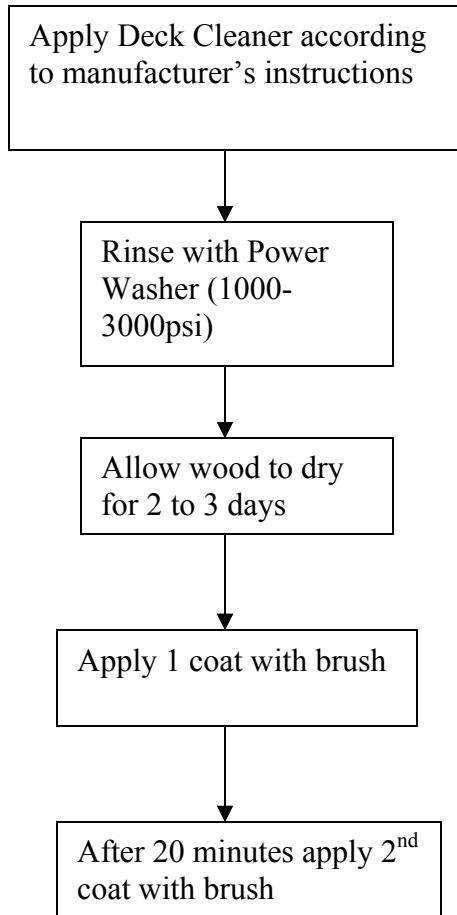 Apply Deck Cleaner according
to manufacturer’s instructions
Rinse with Power
Washer (1000-
3000psi)
Allow wood to dry
for 2 to 3 days
Apply 1 coat with brush
After 20 minutes apply 2nd
coat with brush